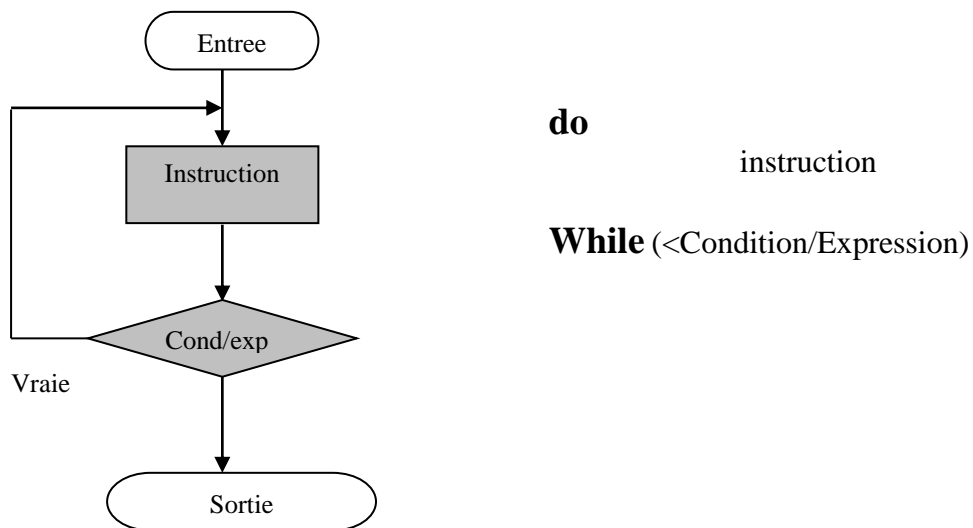 Entree
Instruction
Cond/exp
Vraie
Sortie
do
instruction
While (<Condition/Expression)